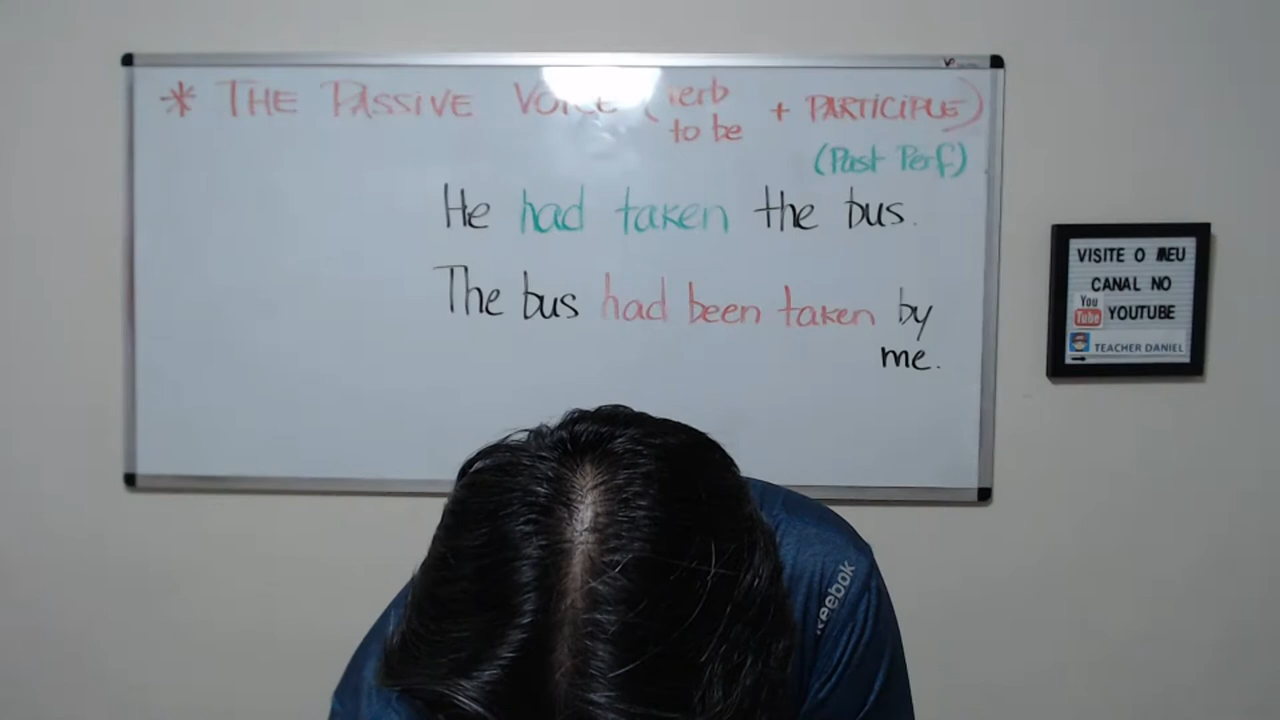 * THE PASSIVE VOICE (verb to be + PARTICIPLE)
(Past Perf)
He had taken the bus.
The bus had been taken by
me.
VISITE O MEU
CANAL NO
You Tube YOUTUBE
TEACHER DANIEL
Reebok